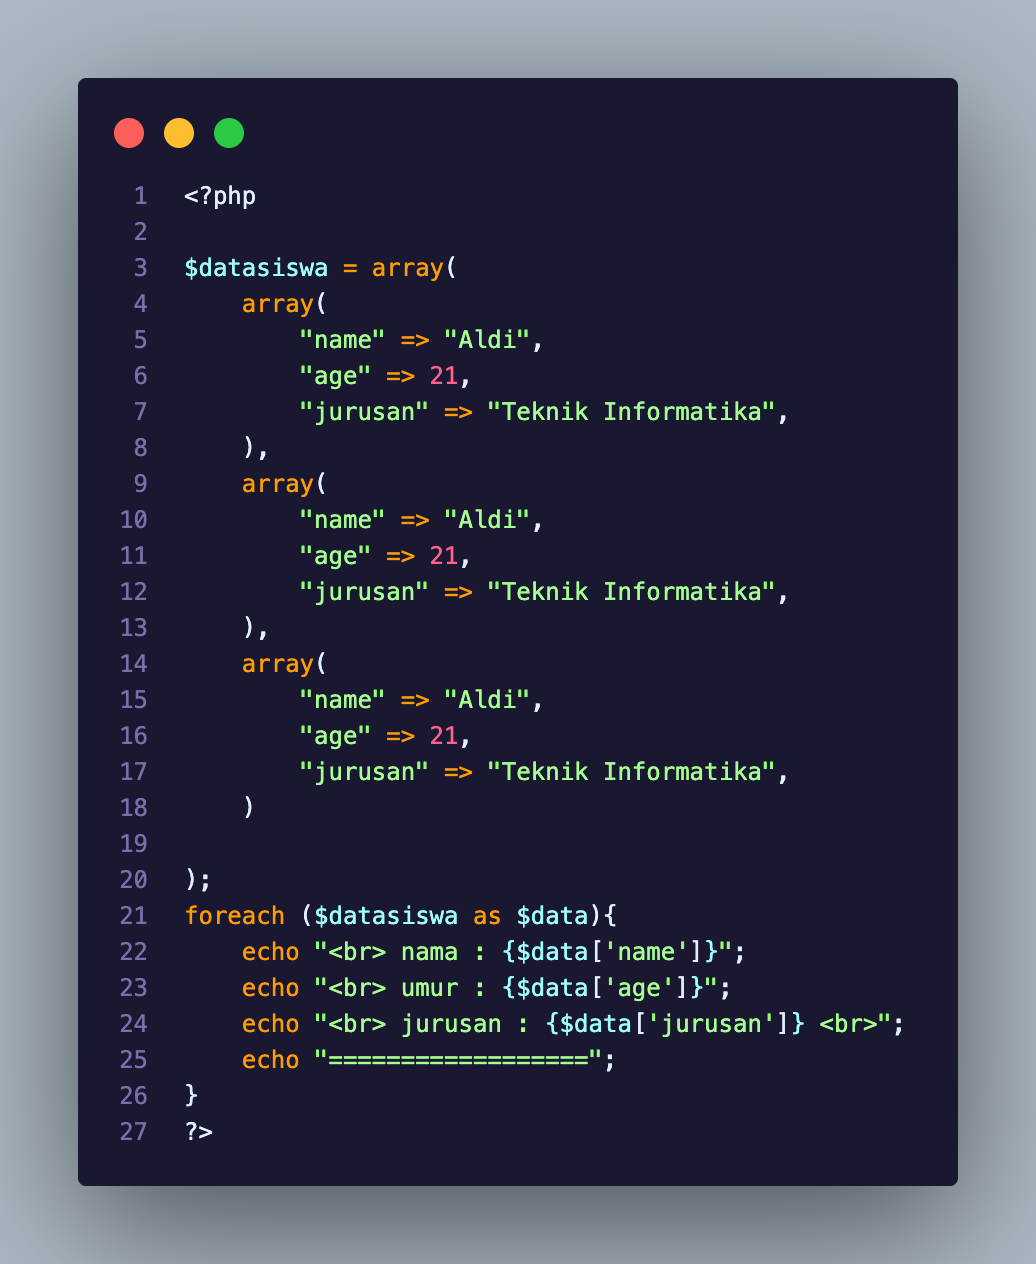 1 <?php
2
3 $datasiswa = array(
4     array(
5         "name" => "Aldi",
6         "age" => 21,
7         "jurusan" => "Teknik Informatika",
8     ),
9     array(
10         "name" => "Aldi",
11         "age" => 21,
12         "jurusan" => "Teknik Informatika",
13     ),
14     array(
15         "name" => "Aldi",
16         "age" => 21,
17         "jurusan" => "Teknik Informatika",
18     )
19
20 );
21 foreach ($datasiswa as $data){
22     echo "<br> nama : {$data['name']}";
23     echo "<br> umur : {$data['age']}";
24     echo "<br> jurusan : {$data['jurusan']} <br>";
25     echo "==================";
26 }
27 ?>